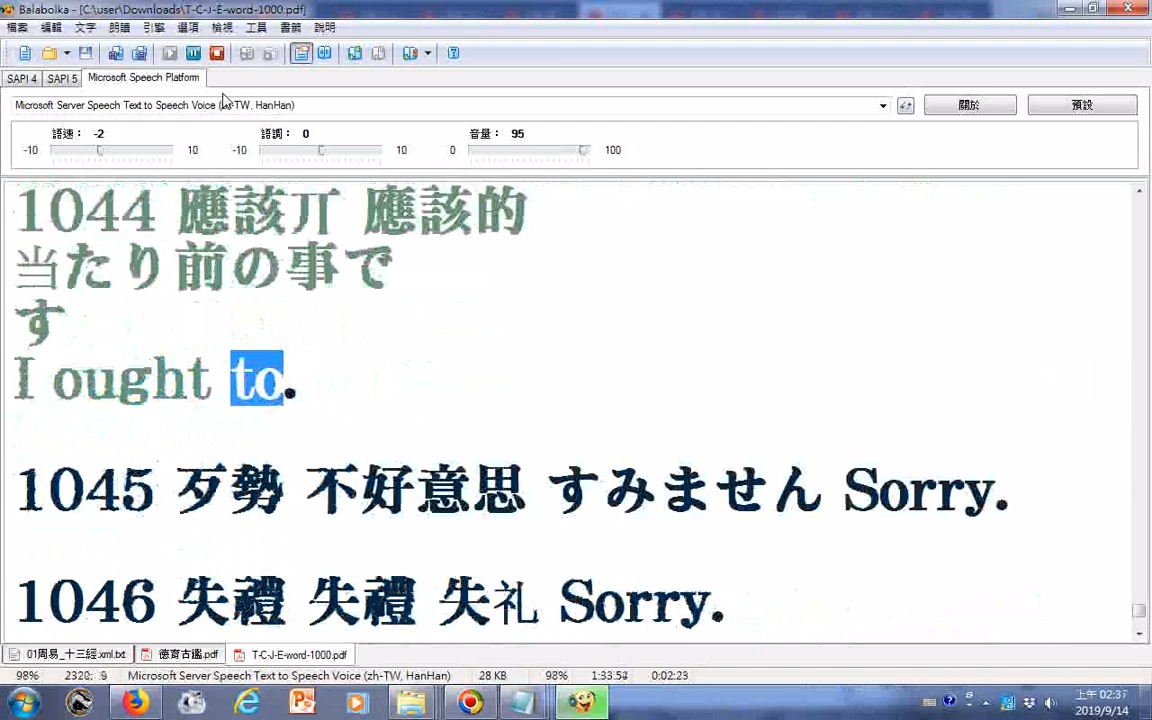 Balabolka - [C:\user\Downloads\T-C-J-E-word-1000.pdf]
檔案 編輯 文字 朗讀 引擎 選項 檢視 工具 書籤 說明
SAPI 4 SAPI 5 Microsoft Speech Platform
Microsoft Server Speech Text to Speech Voice (zh-TW, HanHan) 關於 預設
語速： -2 語調： 0 音量： 95
-10 10 -10 10 0 100
1044 應該丌 應該的
当たり前の事で
す
I ought to.
1045 歹勢 不好意思 すみません Sorry.
1046 失禮 失禮 失礼 Sorry.
01周易_十三經.xml.txt 德育古鑑.pdf T-C-J-E-word-1000.pdf
98% Microsoft Server Speech Text to Speech Voice (zh-TW, HanHan) 28 KB 98% 0:02:23
上午 02:37
2019/9/14